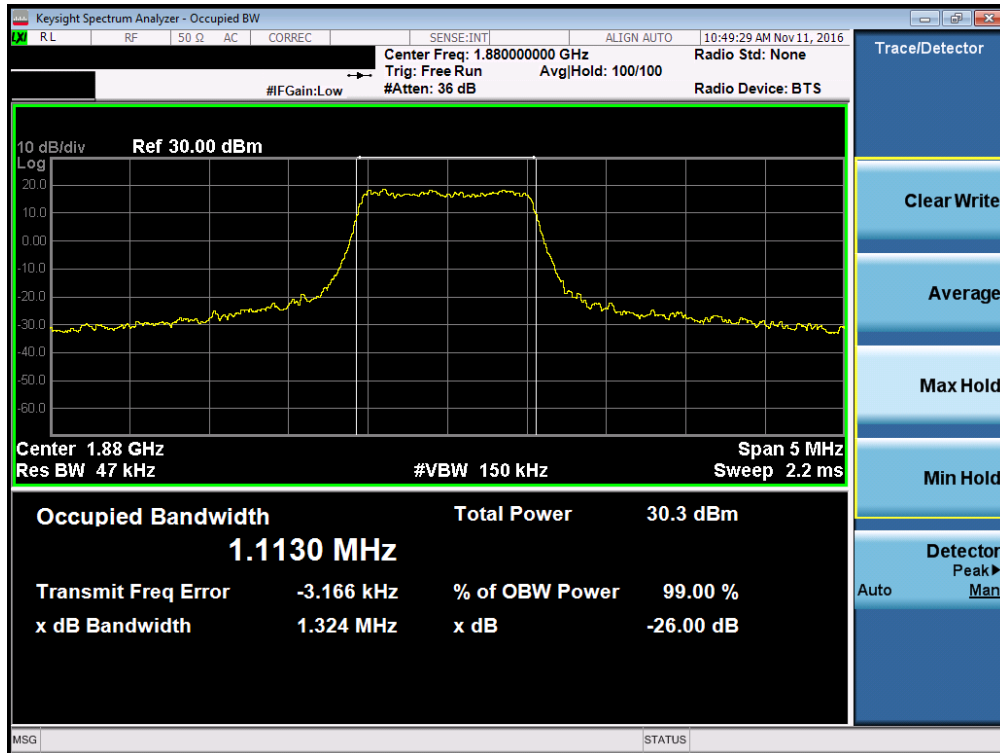 Keysight Spectrum Analyzer - Occupied BW
LXI RL RF 50 Ω AC CORREC SENSE:INT ALIGN AUTO 10:49:29 AM Nov 11, 2016
Center Freq: 1.880000000 GHz Radio Std: None
Trig: Free Run Avg|Hold: 100/100
#IFGain:Low #Atten: 36 dB Radio Device: BTS
Trace/Detector
10 dB/div Ref 30.00 dBm
Log
20.0
10.0
0.00
-10.0
-20.0
-30.0
-40.0
-50.0
-60.0
Center 1.88 GHz Span 5 MHz
Res BW 47 kHz #VBW 150 kHz Sweep 2.2 ms
Occupied Bandwidth Total Power 30.3 dBm
1.1130 MHz
Transmit Freq Error -3.166 kHz % of OBW Power 99.00 %
x dB Bandwidth 1.324 MHz x dB -26.00 dB
Clear Write
Average
Max Hold
Min Hold
Detector
Peak▶
Auto Man
MSG STATUS